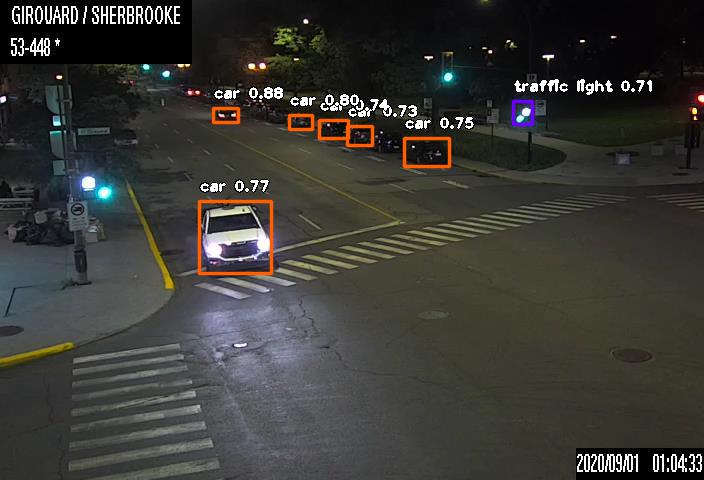 GIROUARD / SHERBROOKE
53-448 *
car 0.88
car 0.80
0.74
car 0.73
car 0.75
traffic light 0.71
car 0.77
2020/09/01 01:04:33